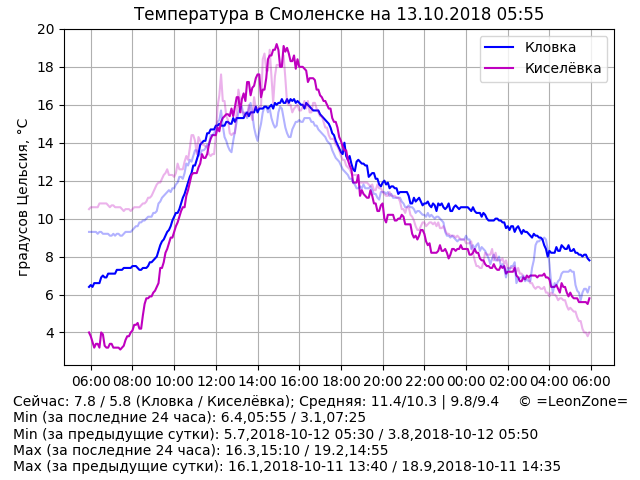 Температура в Смоленске на 13.10.2018 05:55
20
18
16
14
12
10
8
6
4
градусов Цельсия, °C
Кловка
Киселёвка
06:00 08:00 10:00 12:00 14:00 16:00 18:00 20:00 22:00 00:00 02:00 04:00 06:00
Сейчас: 7.8 / 5.8 (Кловка / Киселёвка); Средняя: 11.4/10.3 | 9.8/9.4 © =LeonZone=
Min (за последние 24 часа): 6.4,05:55 / 3.1,07:25
Min (за предыдущие сутки): 5.7,2018-10-12 05:30 / 3.8,2018-10-12 05:50
Max (за последние 24 часа): 16.3,15:10 / 19.2,14:55
Max (за предыдущие сутки): 16.1,2018-10-11 13:40 / 18.9,2018-10-11 14:35